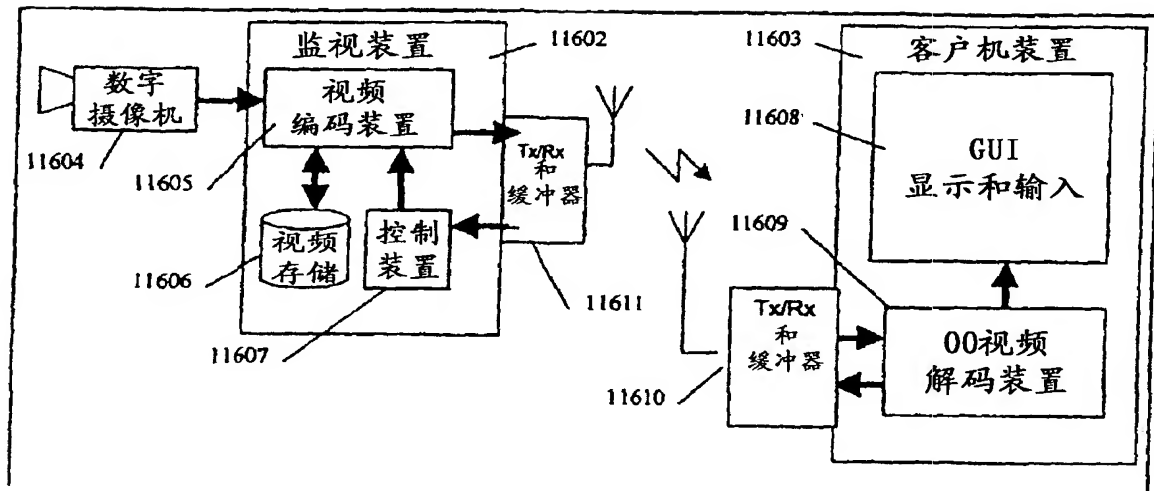 监视装置
11602
数字
摄像机
11604
视频
编码装置
11605
视频
存储
11606
控制
装置
11607
Tx/Rx
和
缓冲器
11611
11603
客户机装置
11608
GUI
显示和输入
11609
Tx/Rx
和
缓冲器
11610
OO视频
解码装置